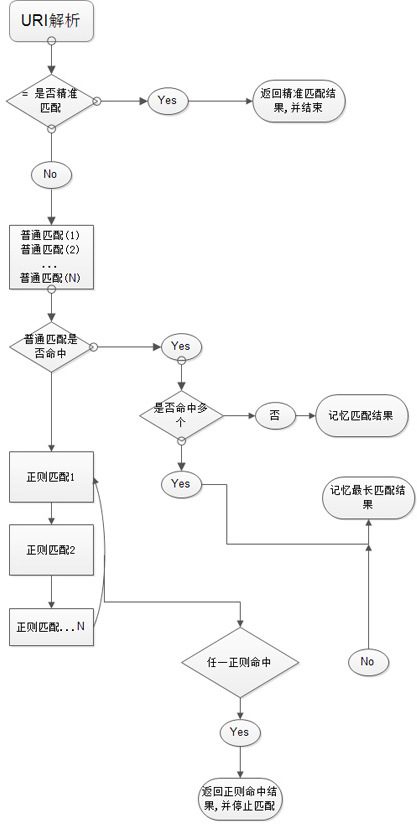 URI解析
= 是否精准
匹配
Yes
返回精准匹配结
果,并结束
No
普通匹配(1)
普通匹配(2)
...
普通匹配(N)
普通匹配是
否命中
Yes
是否命中多
个
否
记忆匹配结果
Yes
记忆最长匹配结
果
正则匹配1
正则匹配2
正则匹配...N
任一正则命中
No
Yes
返回正则命中结
果,并停止匹配